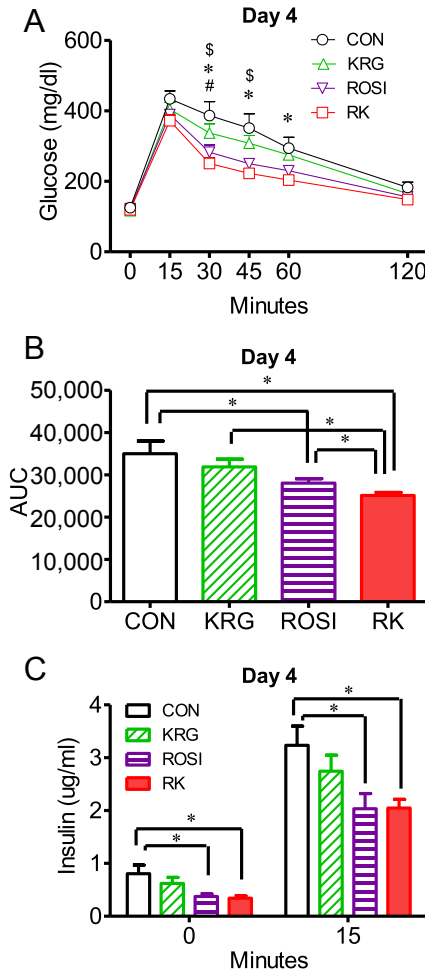 A
Day 4
Glucose (mg/dl)
600
400
200
0
$
*
#
$
*
*
CON
KRG
ROSI
RK
0 15 30 45 60 120
Minutes
B
Day 4
AUC
50,000
40,000
30,000
20,000
10,000
0
*
*
*
*
CON KRG ROSI RK
C
Day 4
Insulin (ug/ml)
4
3
2
1
0
CON
KRG
ROSI
RK
*
*
*
*
0 15
Minutes